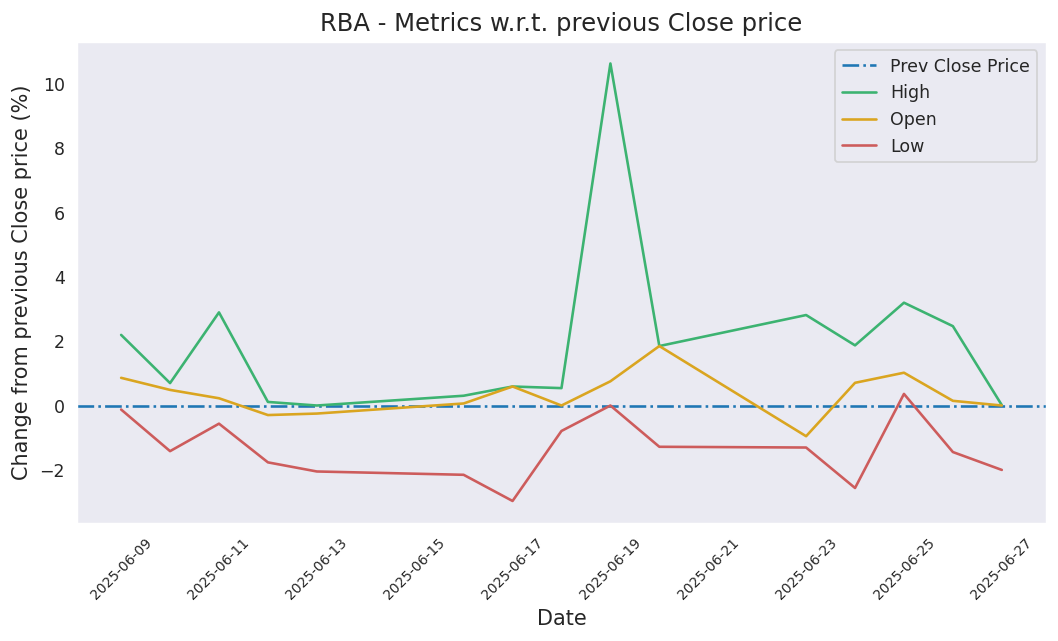 RBA - Metrics w.r.t. previous Close price
Change from previous Close price (%)
10
8
6
4
2
0
−2
Prev Close Price
High
Open
Low
2025-06-09
2025-06-11
2025-06-13
2025-06-15
2025-06-17
2025-06-19
2025-06-21
2025-06-23
2025-06-25
2025-06-27
Date